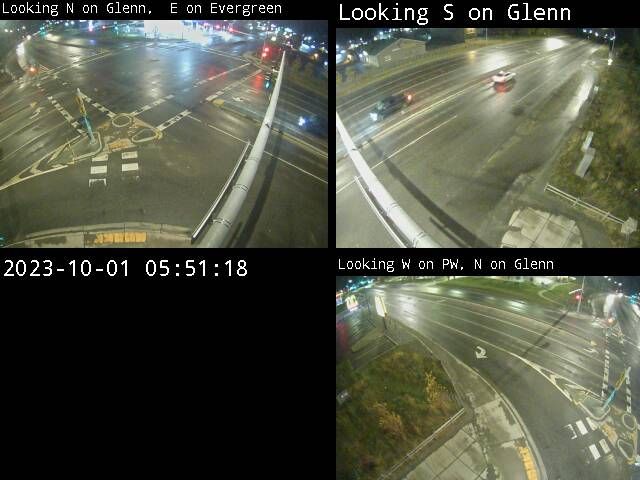 Looking N on Glenn, E on Evergreen
Looking S on Glenn
2023-10-01 05:51:18
Looking W on PW, N on Glenn